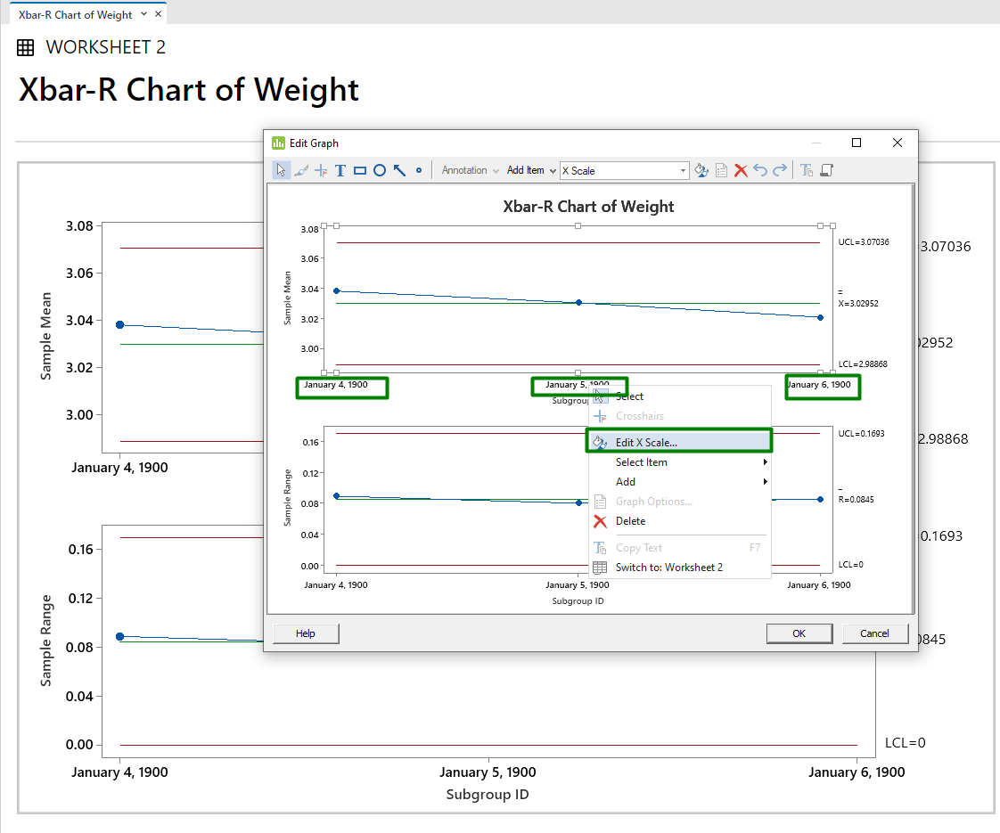 Xbar-R Chart of Weight
WORKSHEET 2
Xbar-R Chart of Weight
Edit Graph
Annotation Add Item X Scale
Xbar-R Chart of Weight
3.08
3.06
3.04
3.02
3.00
Sample Mean
UCL=3.07036
=
X=3.02952
LCL=2.98868
January 4, 1900 January 5, 1900 January 6, 1900
Subgrou
0.16
0.12
0.08
0.04
0.00
Sample Range
UCL=0.1693
_
R=0.0845
LCL=0
January 4, 1900 January 5, 1900 January 6, 1900
Subgroup ID
Select
Crosshairs
Edit X Scale...
Select Item
Add
Graph Options...
Delete
Copy Text F7
Switch to: Worksheet 2
Help OK Cancel
3.08
3.06
3.04
3.02
3.00
Sample Mean
=3.07036
02952
2.98868
January 4, 1900
0.16
0.12
0.08
0.04
0.00
Sample Range
=0.1693
0845
LCL=0
January 4, 1900 January 5, 1900 January 6, 1900
Subgroup ID